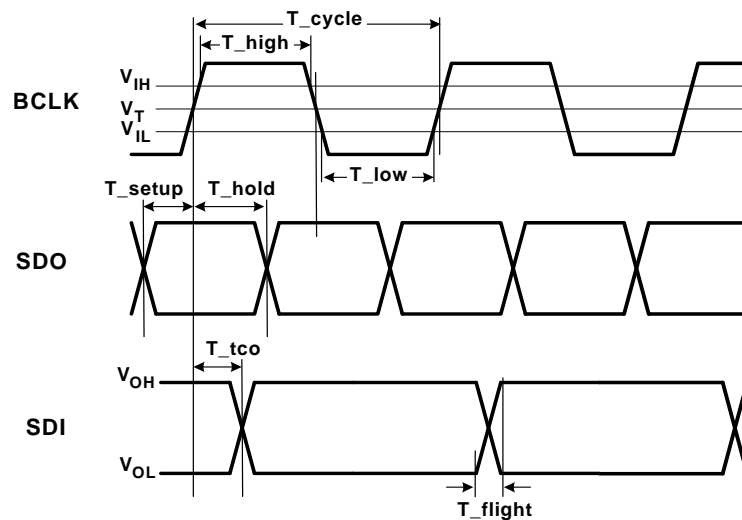 T_cycle
T_high
V_IH
BCLK
V_T
V_IL
T_low
T_setup
T_hold
SDO
T_tco
V_OH
SDI
V_OL
T_flight